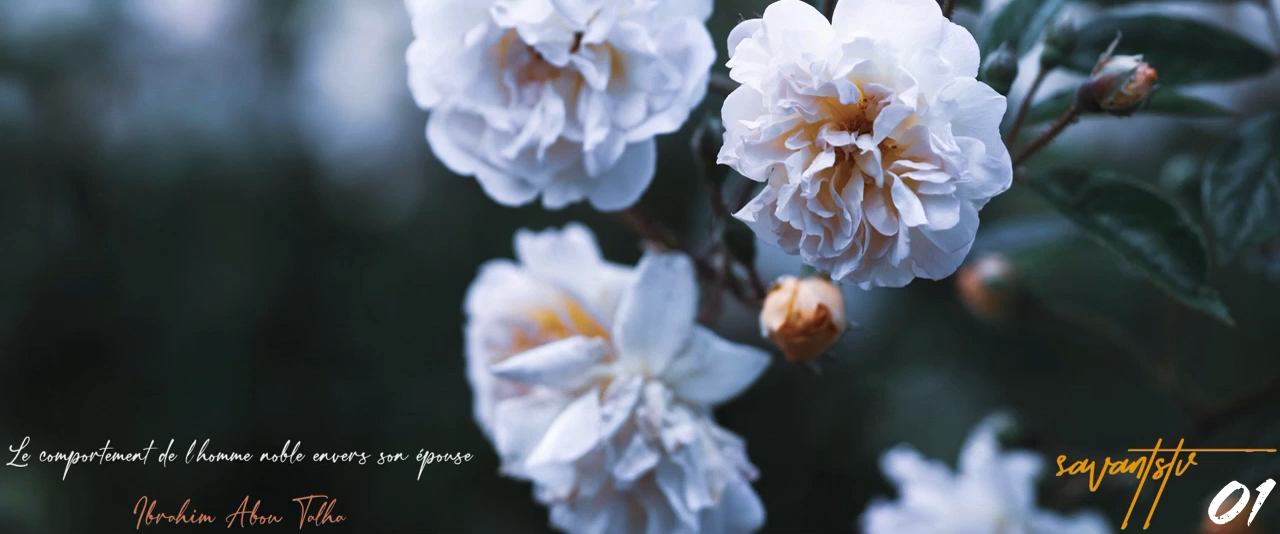 Le comportement de l'homme noble envers son épouse
Ibrahim Abou Talha
savantstv
01